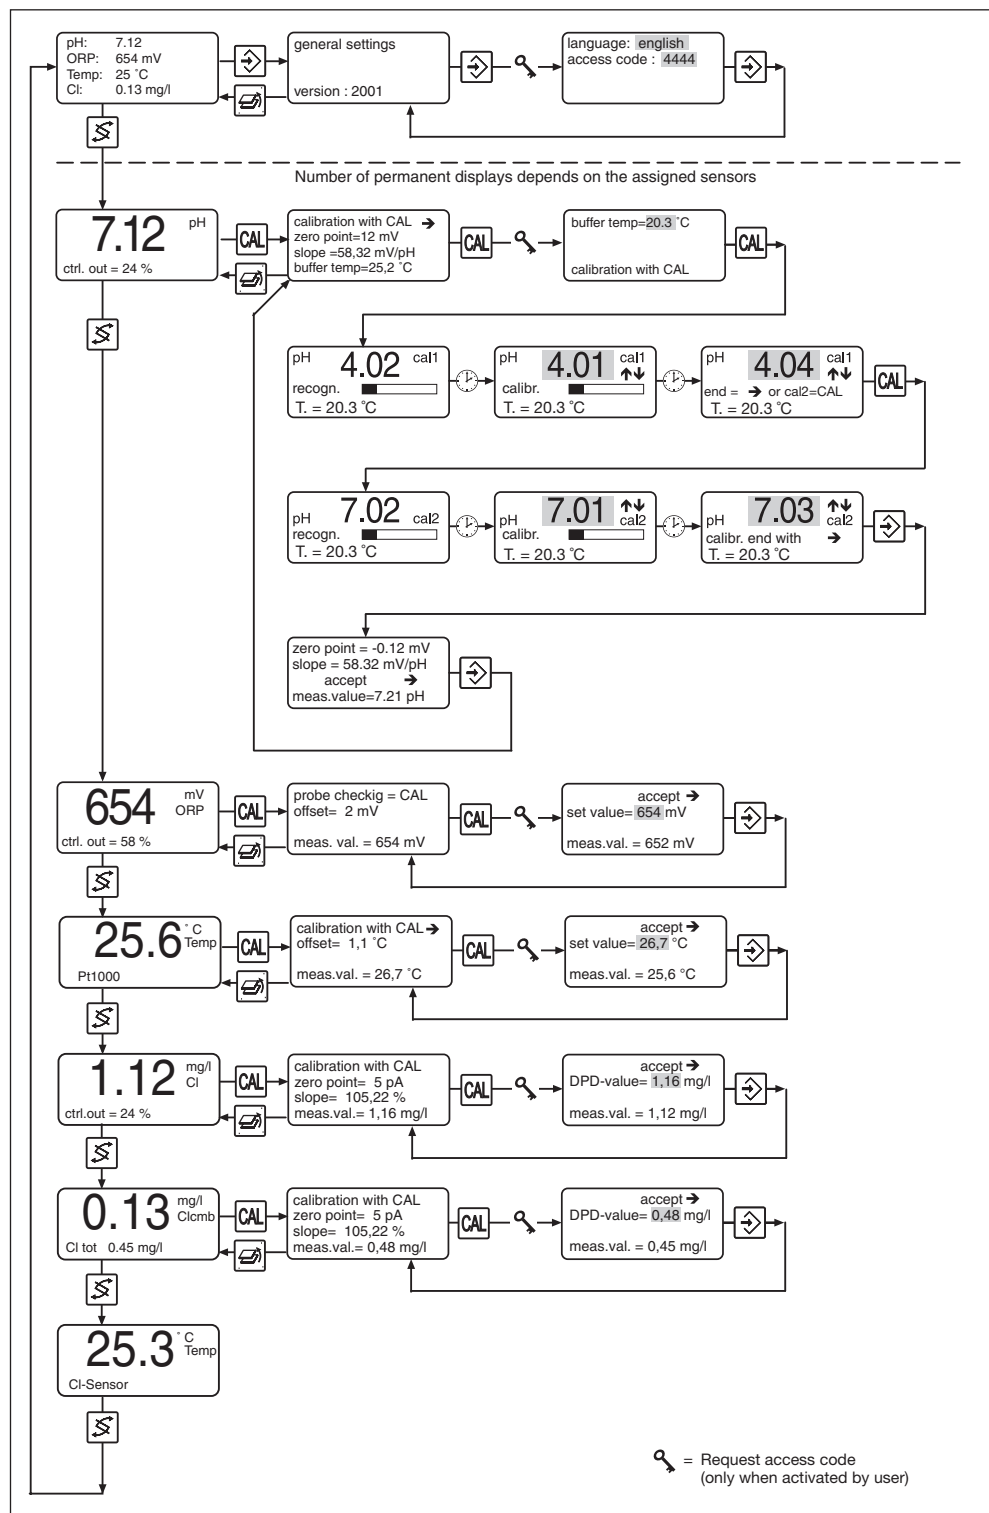 pH: 7.12
ORP: 654 mV
Temp: 25 °C
Cl: 0.13 mg/l
general settings
version : 2001
language: english
access code : 4444
Number of permanent displays depends on the assigned sensors
7.12 pH
ctrl. out = 24 %
CAL
calibration with CAL ➔
zero point=12 mV
slope =58,32 mV/pH
buffer temp=25,2 °C
CAL
buffer temp=20.3 °C
calibration with CAL
CAL
pH 4.02 cal1
recogn.
T. = 20.3 °C
pH 4.01 cal1
calibr.
T. = 20.3 °C
pH 4.04 cal1
end = ➔ or cal2=CAL
T. = 20.3 °C
CAL
pH 7.02 cal2
recogn.
T. = 20.3 °C
pH 7.01 cal2
calibr.
T. = 20.3 °C
pH 7.03 cal2
calibr. end with ➔
T. = 20.3 °C
zero point = -0.12 mV
slope = 58.32 mV/pH
accept ➔
meas.value=7.21 pH
654 mV
ORP
ctrl. out = 58 %
CAL
probe checkig = CAL
offset= 2 mV
meas. val. = 654 mV
CAL
accept ➔
set value= 654 mV
meas.val. = 652 mV
25.6 °C
Temp
Pt1000
CAL
calibration with CAL➔
offset= 1,1 °C
meas.val. = 26,7 °C
CAL
accept ➔
set value= 26,7 °C
meas.val. = 25,6 °C
1.12 mg/l
Cl
ctrl.out = 24 %
CAL
calibration with CAL
zero point= 5 pA
slope= 105,22 %
meas.val.= 1,16 mg/l
CAL
accept ➔
DPD-value= 1,16 mg/l
meas.val. = 1,12 mg/l
0.13 mg/l
Clcmb
Cl tot 0.45 mg/l
CAL
calibration with CAL
zero point= 5 pA
slope= 105,22 %
meas.val.= 0,48 mg/l
CAL
accept ➔
DPD-value= 0,48 mg/l
meas.val. = 0,45 mg/l
25.3 °C
Temp
Cl-Sensor
= Request access code
(only when activated by user)